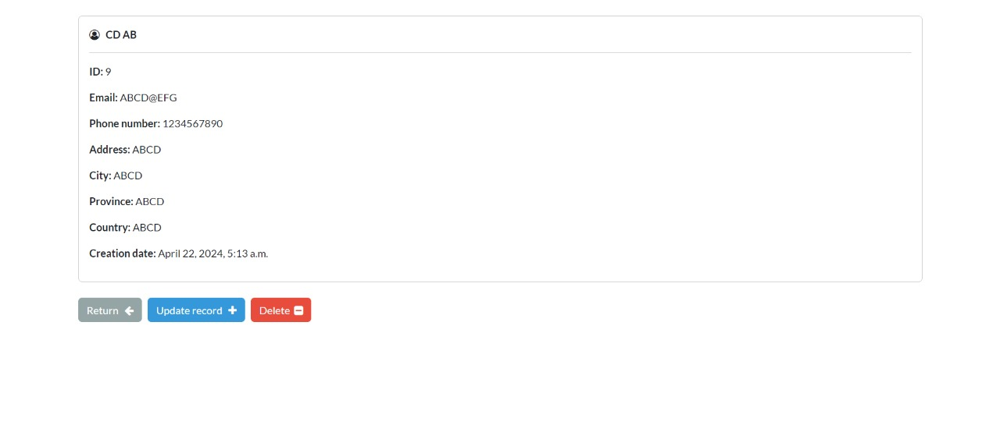 CD AB
ID: 9
Email: ABCD@EFG
Phone number: 1234567890
Address: ABCD
City: ABCD
Province: ABCD
Country: ABCD
Creation date: April 22, 2024, 5:13 a.m.
Return Update record Delete